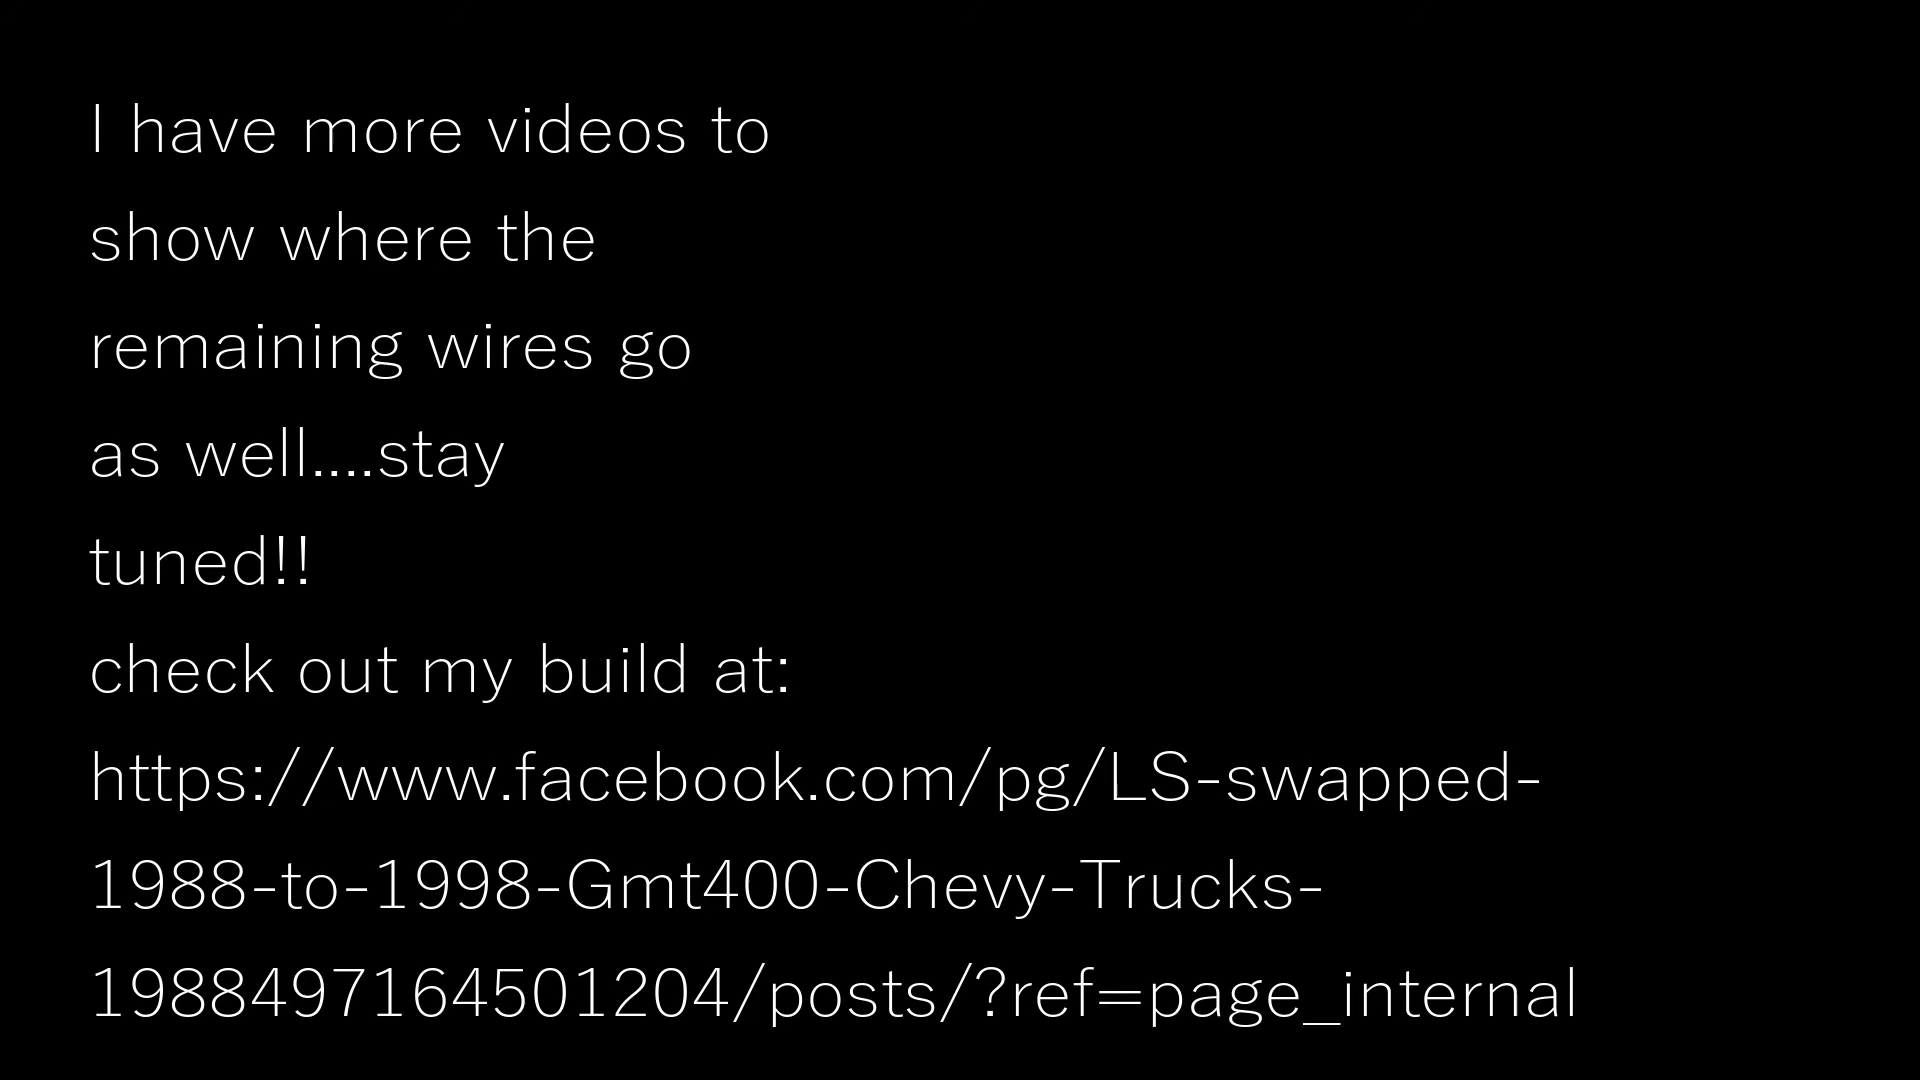 I have more videos to
show where the
remaining wires go
as well....stay
tuned!!
check out my build at:
https://www.facebook.com/pg/LS-swapped-
1988-to-1998-Gmt400-Chevy-Trucks-
1988497164501204/posts/?ref=page_internal